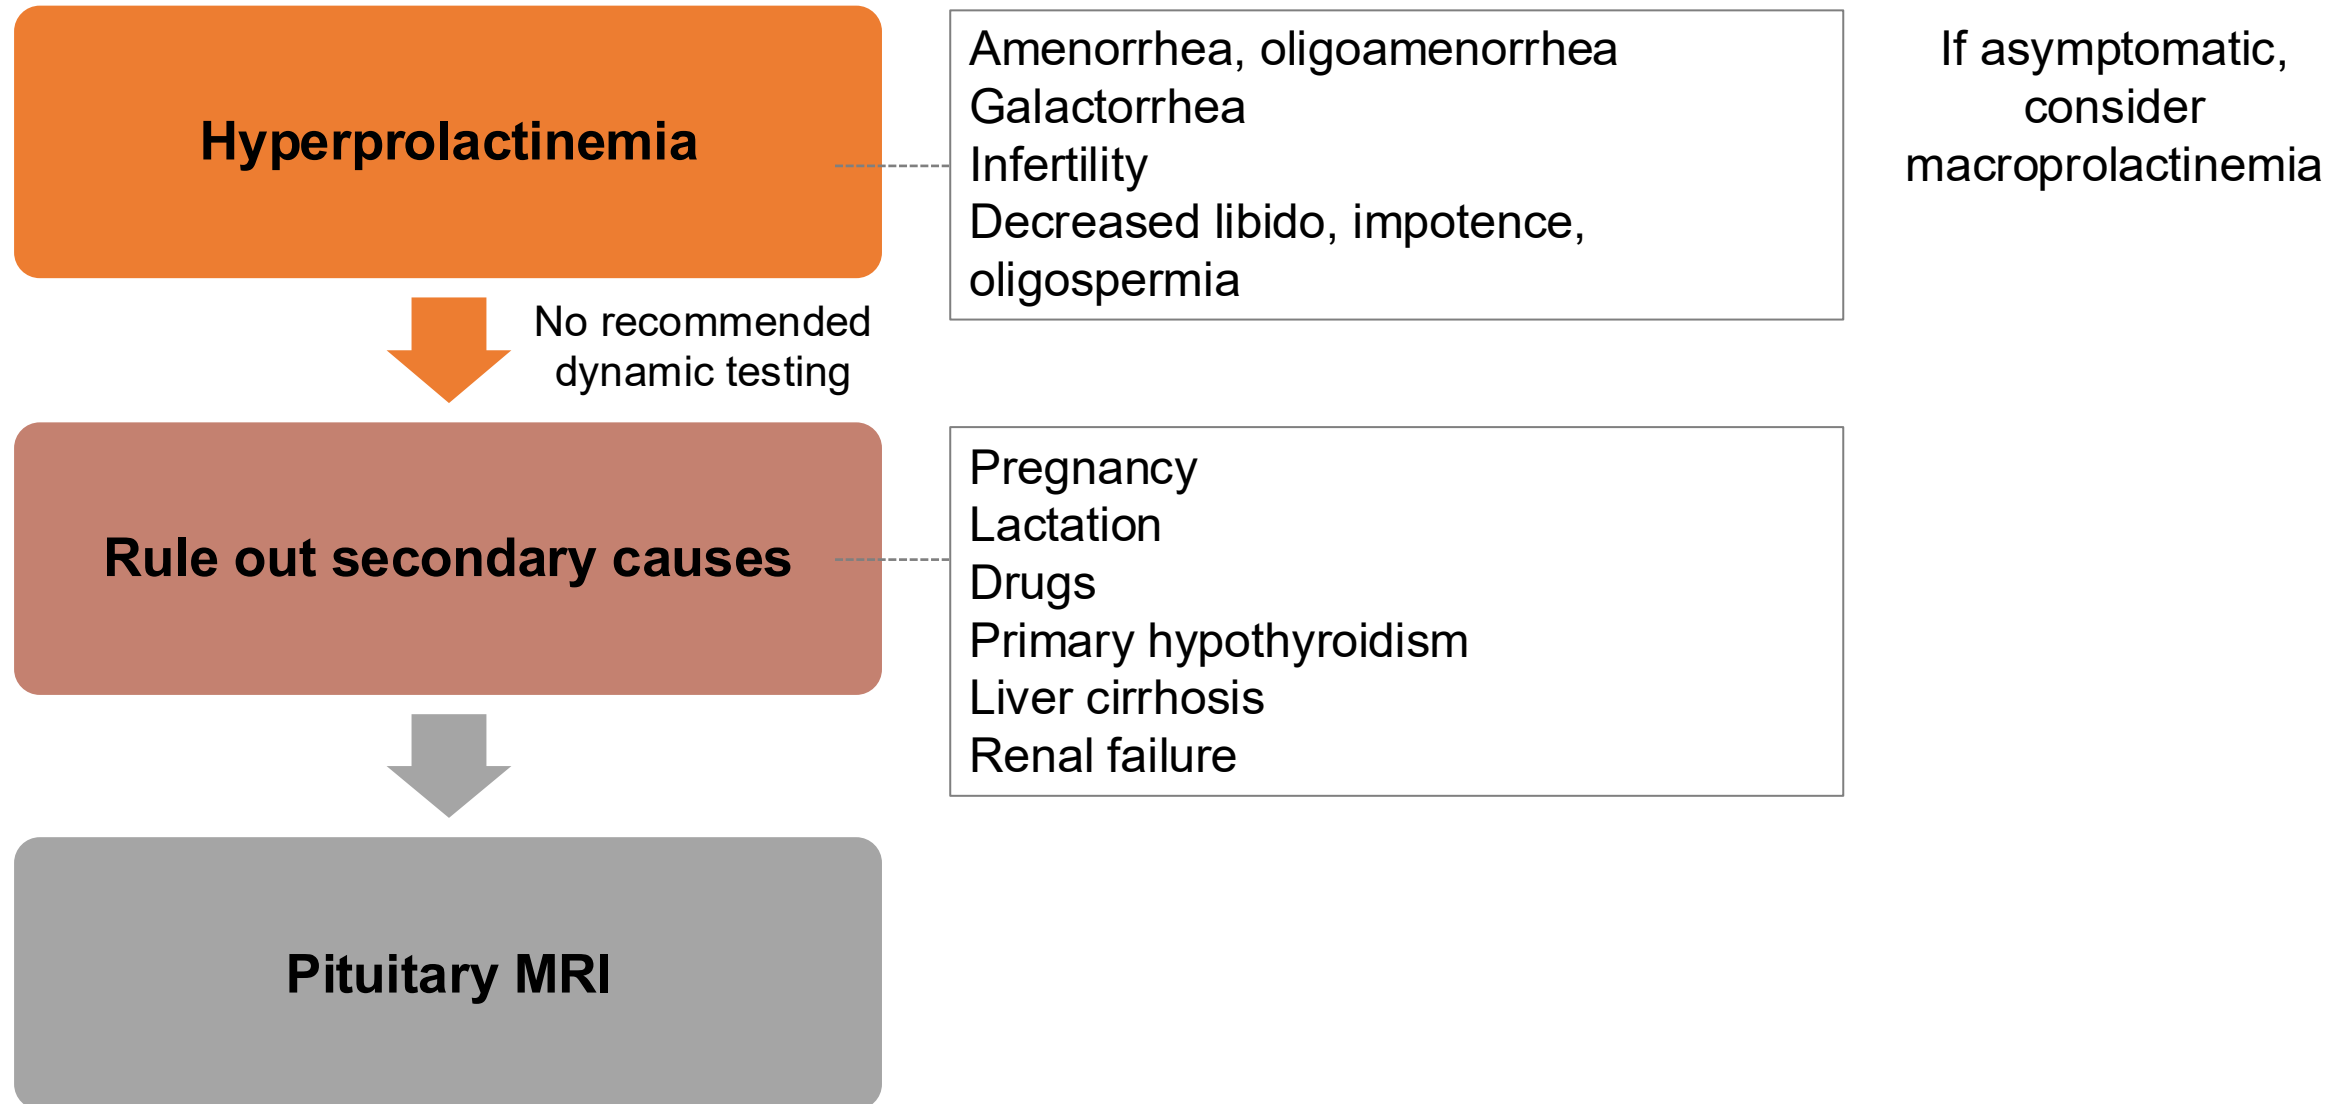 Hyperprolactinemia
Amenorrhea, oligoamenorrhea
Galactorrhea
Infertility
Decreased libido, impotence,
oligospermia
If asymptomatic,
consider
macroprolactinemia
No recommended
dynamic testing
Rule out secondary causes
Pregnancy
Lactation
Drugs
Primary hypothyroidism
Liver cirrhosis
Renal failure
Pituitary MRI